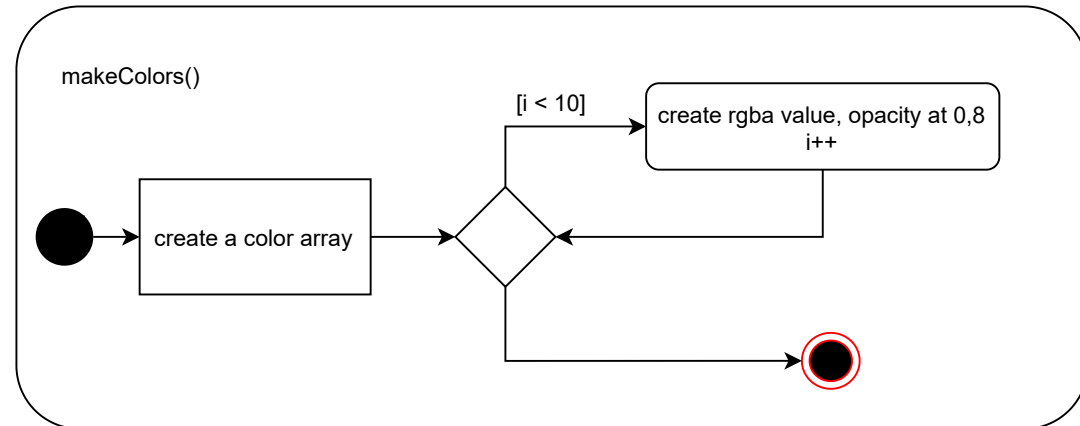 makeColors()
[i < 10]
create rgba value, opacity at 0,8
i++
create a color array